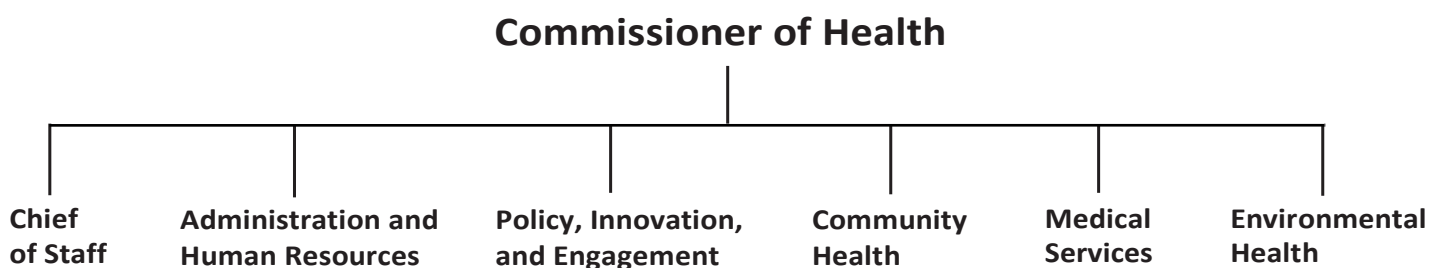 Commissioner of Health
Chief
of Staff
Administration and
Human Resources
Policy, Innovation,
and Engagement
Community
Health
Medical
Services
Environmental
Health